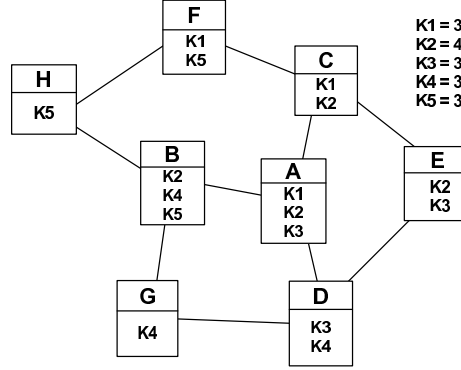 F
K1
K5
C
K1
K2
K1 = 3
K2 = 4
K3 = 3
K4 = 3
K5 = 3
H
K5
B
K2
K4
K5
A
K1
K2
K3
E
K2
K3
G
K4
D
K3
K4